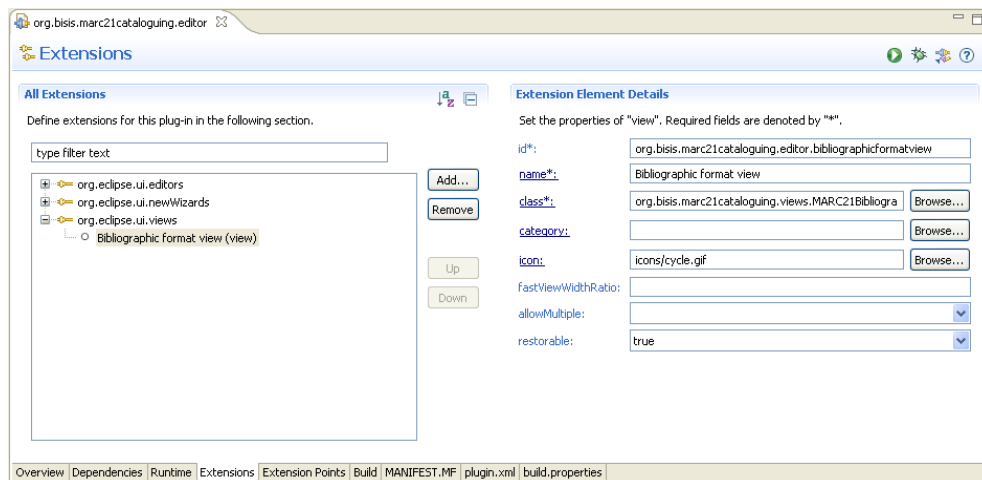 org.bisis.marc21cataloguing.editor
Extensions
All Extensions
Define extensions for this plug-in in the following section.
type filter text
org.eclipse.ui.editors
org.eclipse.ui.newWizards
org.eclipse.ui.views
Bibliographic format view (view)
Add...
Remove
Up
Down
Extension Element Details
Set the properties of "view". Required fields are denoted by "*".
id*: org.bisis.marc21cataloguing.editor.bibliographicformatview
name*: Bibliographic format view
class*: org.bisis.marc21cataloguing.views.MARC21Bibliogra Browse...
category: Browse...
icon: icons/cycle.gif Browse...
fastViewWidthRatio:
allowMultiple:
restorable: true
Overview Dependencies Runtime Extensions Extension Points Build MANIFEST.MF plugin.xml build.properties